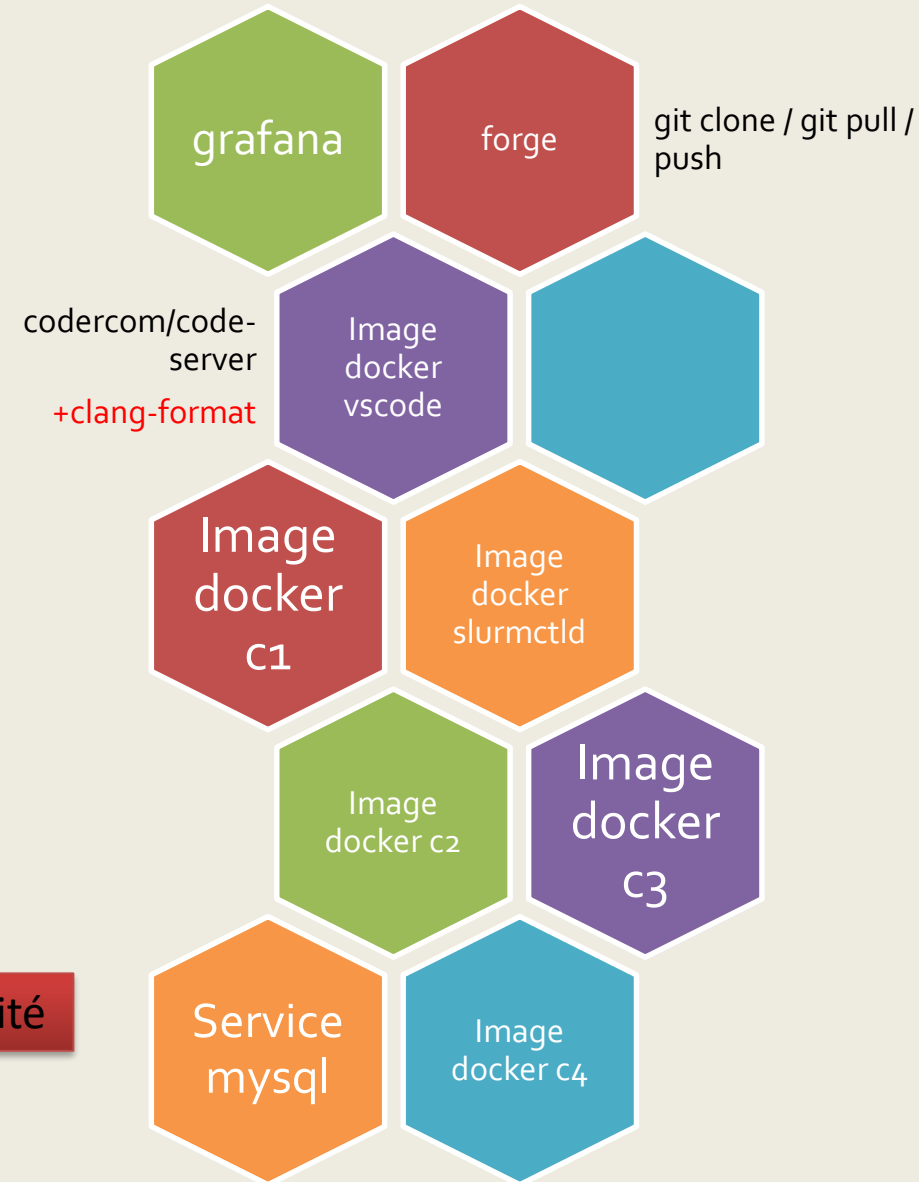 grafana
forge
git clone / git pull /
push
codercom/code-
server
+clang-format
Image
docker
vscode
Image
docker
c1
Image
docker
slurmctld
Image
docker c2
Image
docker
c3
ité
Service
mysql
Image
docker c4